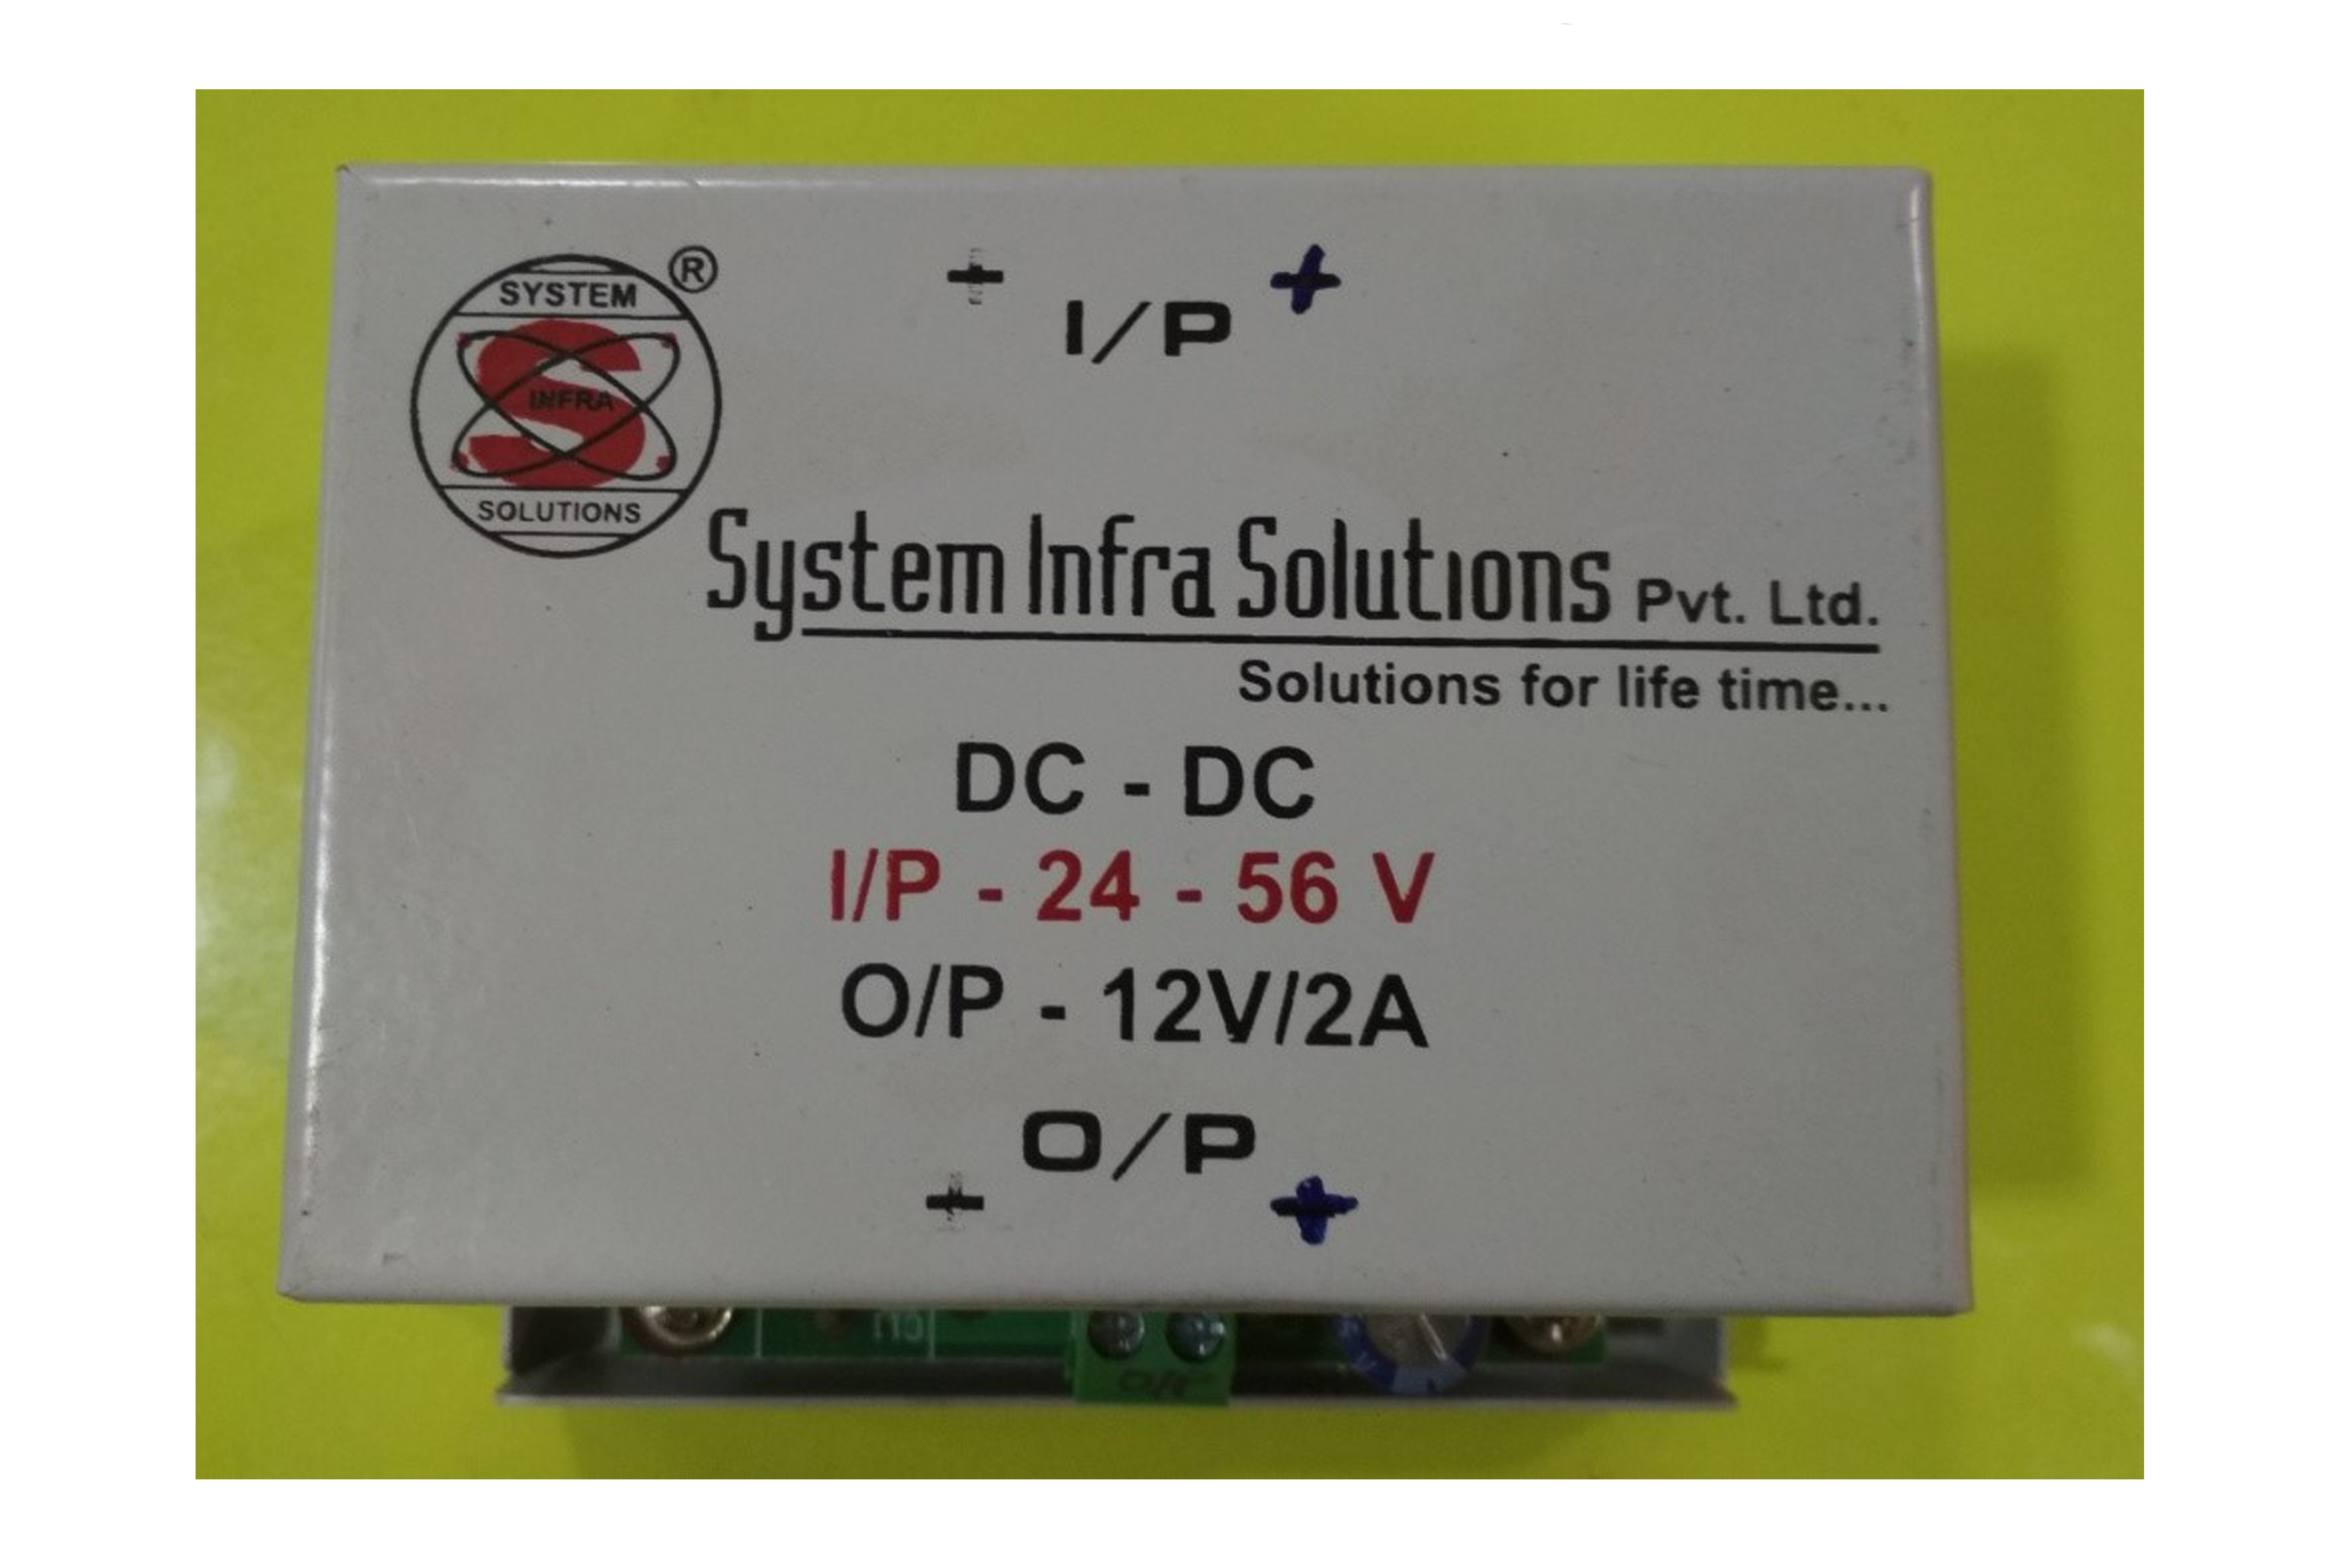 ®
SYSTEM
INFRA
SOLUTIONS
- I/P +
System Infra Solutions Pvt. Ltd.
Solutions for life time...
DC - DC
I/P - 24 - 56 V
O/P - 12V/2A
O/P
- +
O/P